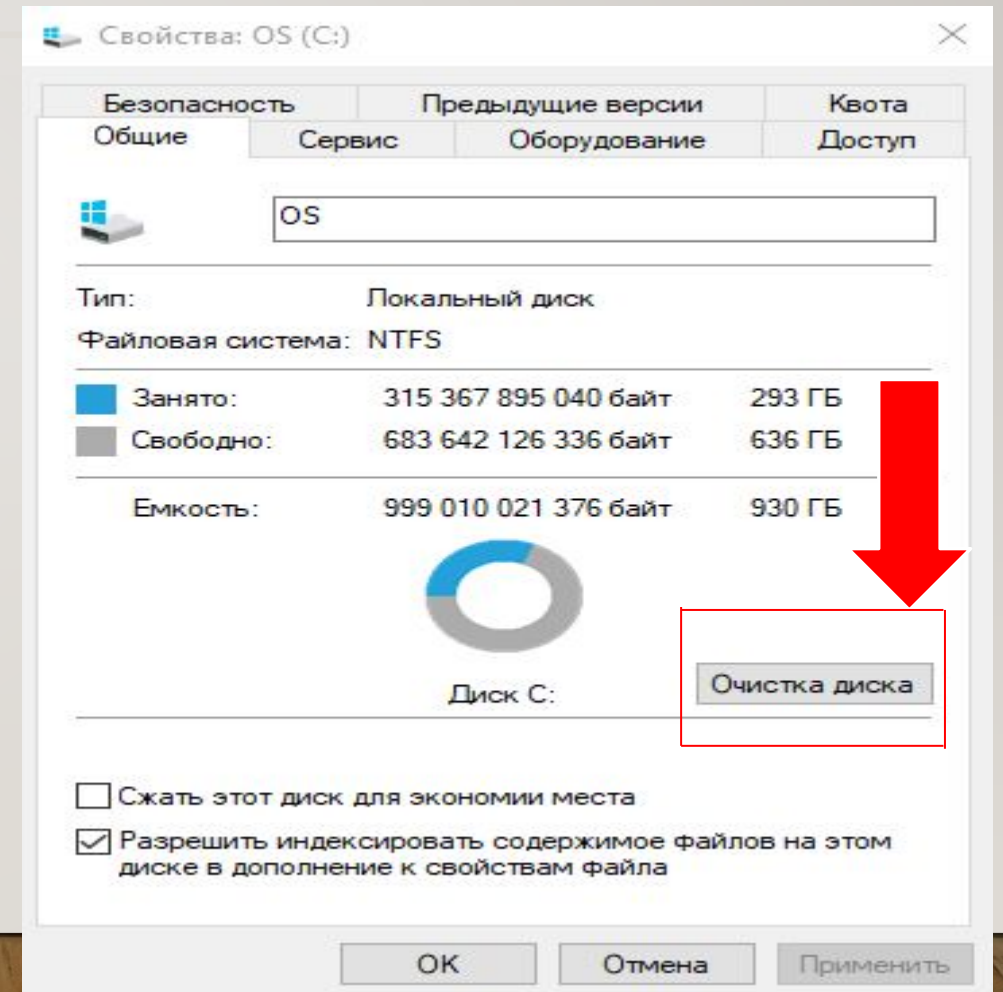 Свойства: OS (C:)
Безопасность Предыдущие версии Квота
Общие Сервис Оборудование Доступ
OS
Тип: Локальный диск
Файловая система: NTFS
Занято: 315 367 895 040 байт 293 ГБ
Свободно: 683 642 126 336 байт 636 ГБ
Емкость: 999 010 021 376 байт 930 ГБ
Диск C:
Очистка диска
Сжать этот диск для экономии места
Разрешить индексировать содержимое файлов на этом
диске в дополнение к свойствам файла
OK Отмена Применить